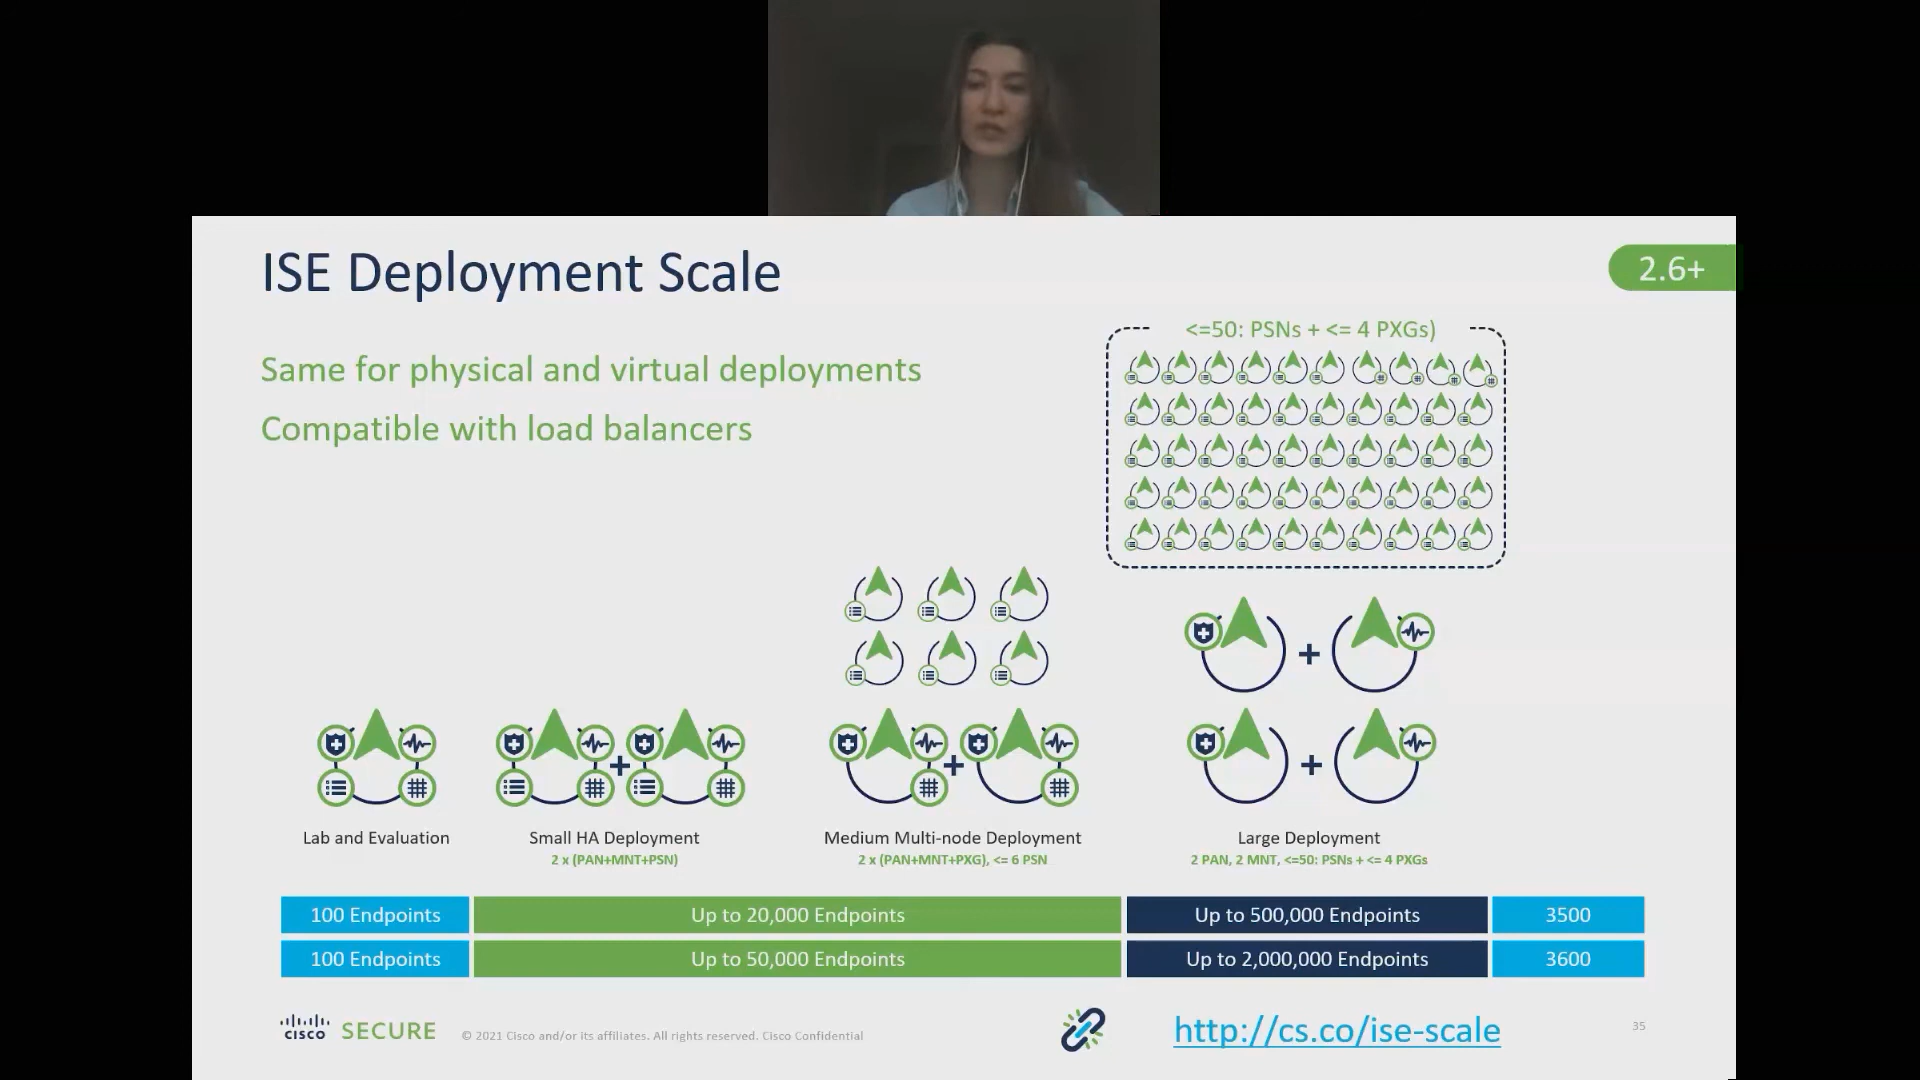 ISE Deployment Scale
2.6+
<=50: PSNs + <= 4 PXGs)
Same for physical and virtual deployments
Compatible with load balancers
Lab and Evaluation
Small HA Deployment
2 x (PAN+MNT+PSN)
Medium Multi-node Deployment
2 x (PAN+MNT+PXG), <= 6 PSN
Large Deployment
2 PAN, 2 MNT, <=50: PSNs + <= 4 PXGs
100 Endpoints
Up to 20,000 Endpoints
Up to 500,000 Endpoints
3500
100 Endpoints
Up to 50,000 Endpoints
Up to 2,000,000 Endpoints
3600
CISCO SECURE
© 2021 Cisco and/or its affiliates. All rights reserved. Cisco Confidential
http://cs.co/ise-scale
35